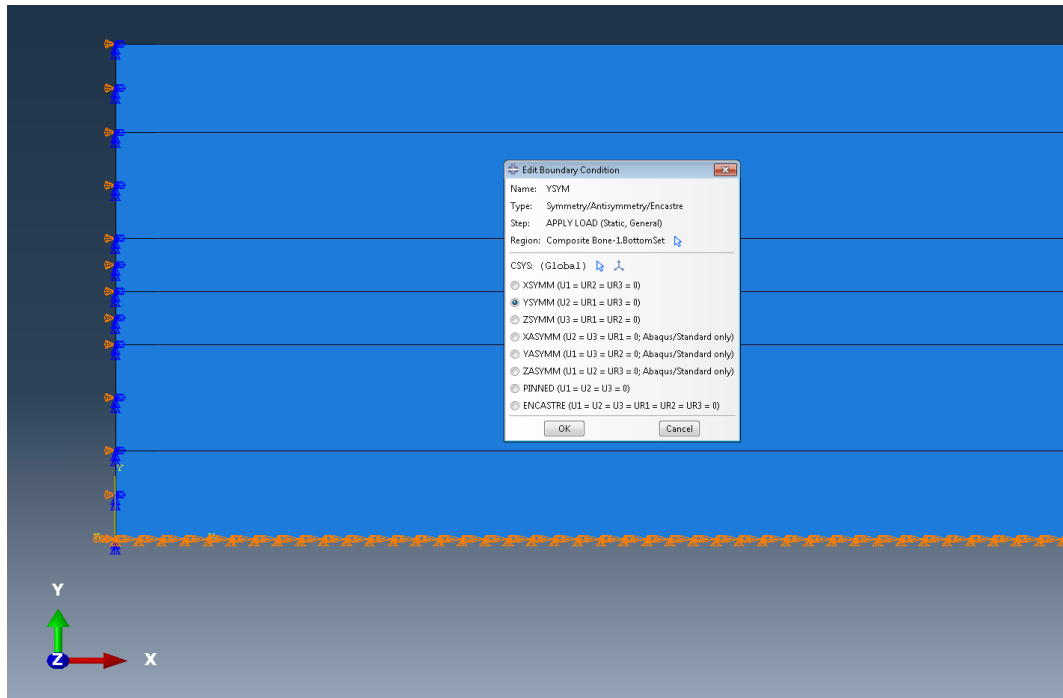 Edit Boundary Condition
Name: YSYM
Type: Symmetry/Antisymmetry/Encastre
Step: APPLY LOAD (Static, General)
Region: Composite Bone-1.BottomSet
CSYS: (Global)
XSYMM (U1 = UR2 = UR3 = 0)
YSYMM (U2 = UR1 = UR3 = 0)
ZSYMM (U3 = UR1 = UR2 = 0)
XASYMM (U2 = U3 = UR1 = 0; Abaqus/Standard only)
YASYMM (U1 = U3 = UR2 = 0; Abaqus/Standard only)
ZASYMM (U1 = U2 = UR3 = 0; Abaqus/Standard only)
PINNED (U1 = U2 = U3 = 0)
ENCASTRE (U1 = U2 = U3 = UR1 = UR2 = UR3 = 0)
OK Cancel
Y
Y
Z X